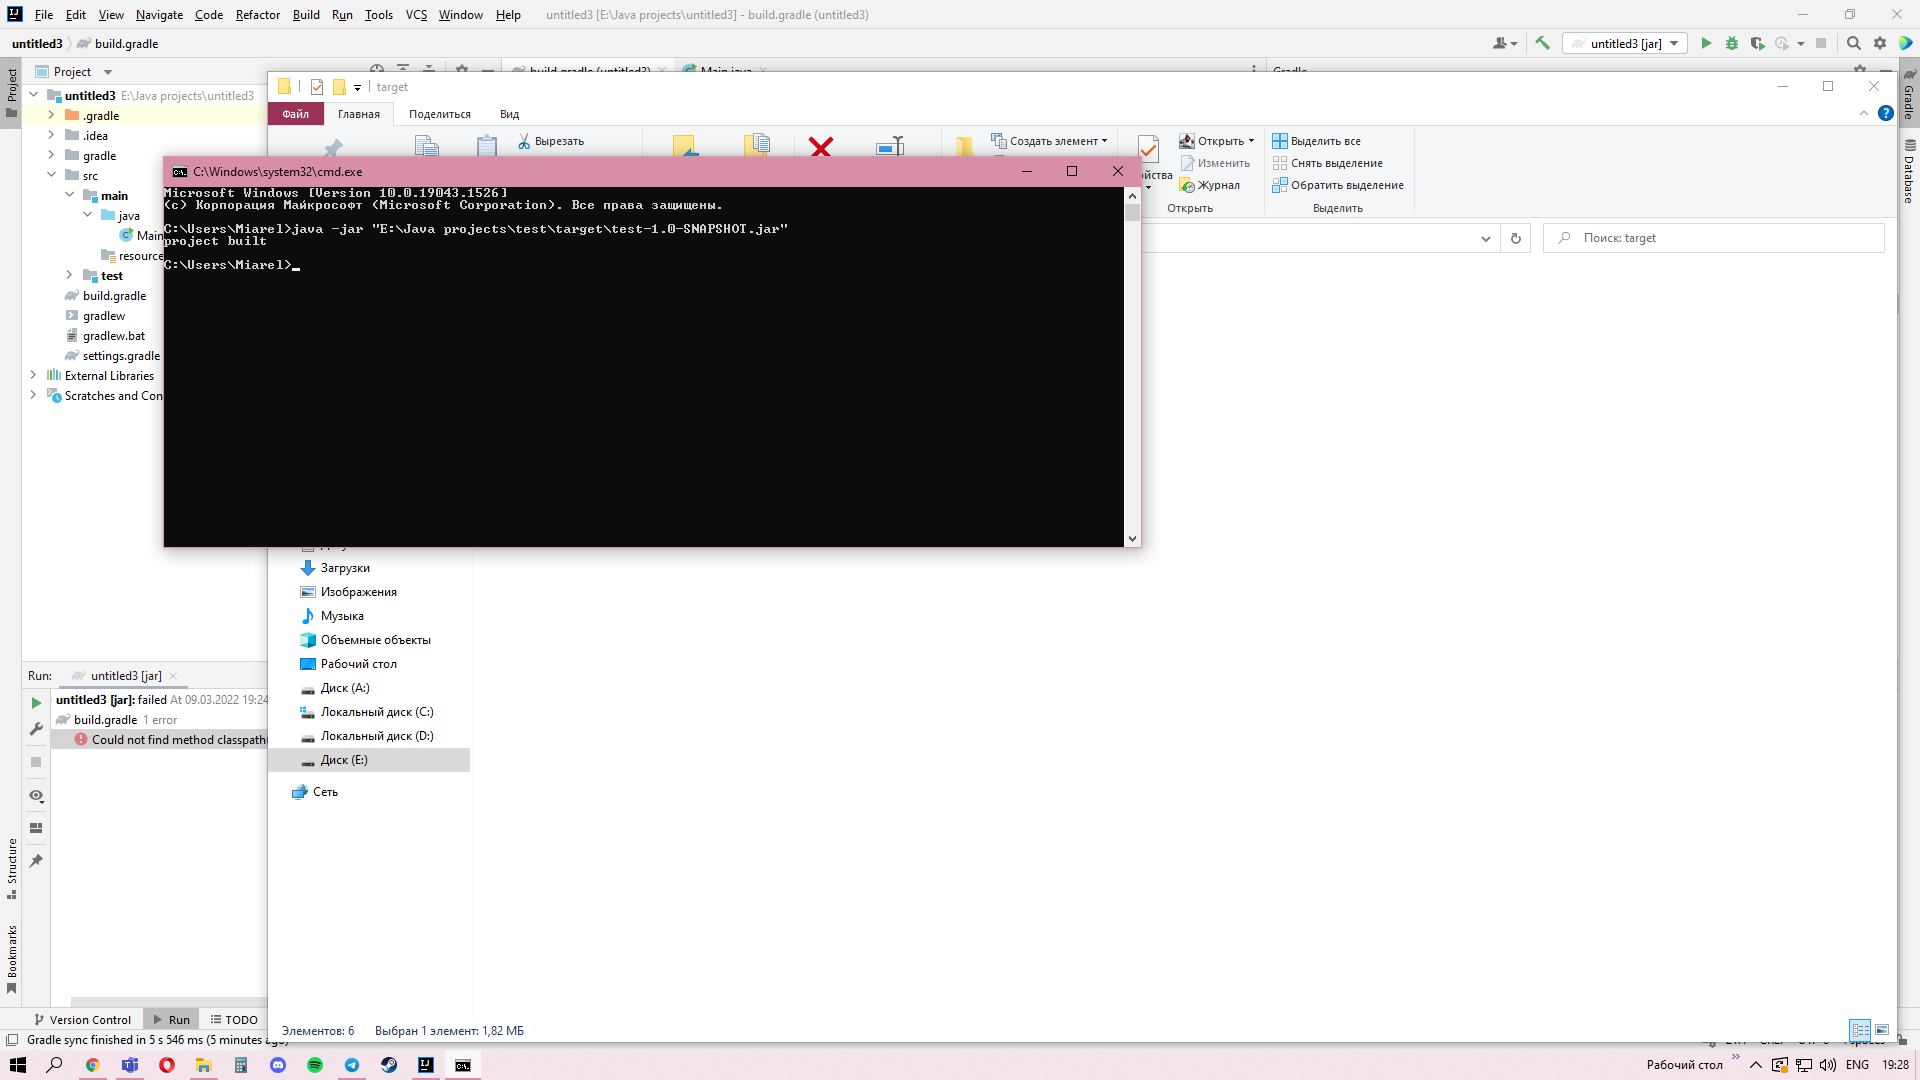 File Edit View Navigate Code Refactor Build Run Tools VCS Window Help untitled3 [E:\Java projects\untitled3] - build.gradle (untitled3)
untitled3 build.gradle untitled3 [jar]
Project build.gradle (untitled3) Main.java Gradle
Project
Structure
Bookmarks
Gradle
Database
untitled3 E:\Java projects\untitled3
.gradle
.idea
gradle
src
main
java
Main
resource
test
build.gradle
gradlew
gradlew.bat
settings.gradle
External Libraries
Scratches and Con
target
Файл Главная Поделиться Вид
Вырезать
Создать элемент
Открыть
Изменить
Журнал
Открыть
Выделить все
Снять выделение
Обратить выделение
Выделить
Поиск: target
C:\Windows\system32\cmd.exe
Microsoft Windows [Version 10.0.19043.1526]
(c) Корпорация Майкрософт (Microsoft Corporation). Все права защищены.
C:\Users\Miarel>java -jar "E:\Java projects\test\target\test-1.0-SNAPSHOT.jar"
project built
C:\Users\Miarel>
Загрузки
Изображения
Музыка
Объемные объекты
Рабочий стол
Диск (A:)
Локальный диск (C:)
Локальный диск (D:)
Диск (E:)
Сеть
Элементов: 6 Выбран 1 элемент: 1,82 МБ
Run: untitled3 [jar]
untitled3 [jar]: failed At 09.03.2022 19:24
build.gradle 1 error
Could not find method classpath(
Version Control Run TODO
Gradle sync finished in 5 s 546 ms (5 minutes ago)
Рабочий стол ENG 19:28